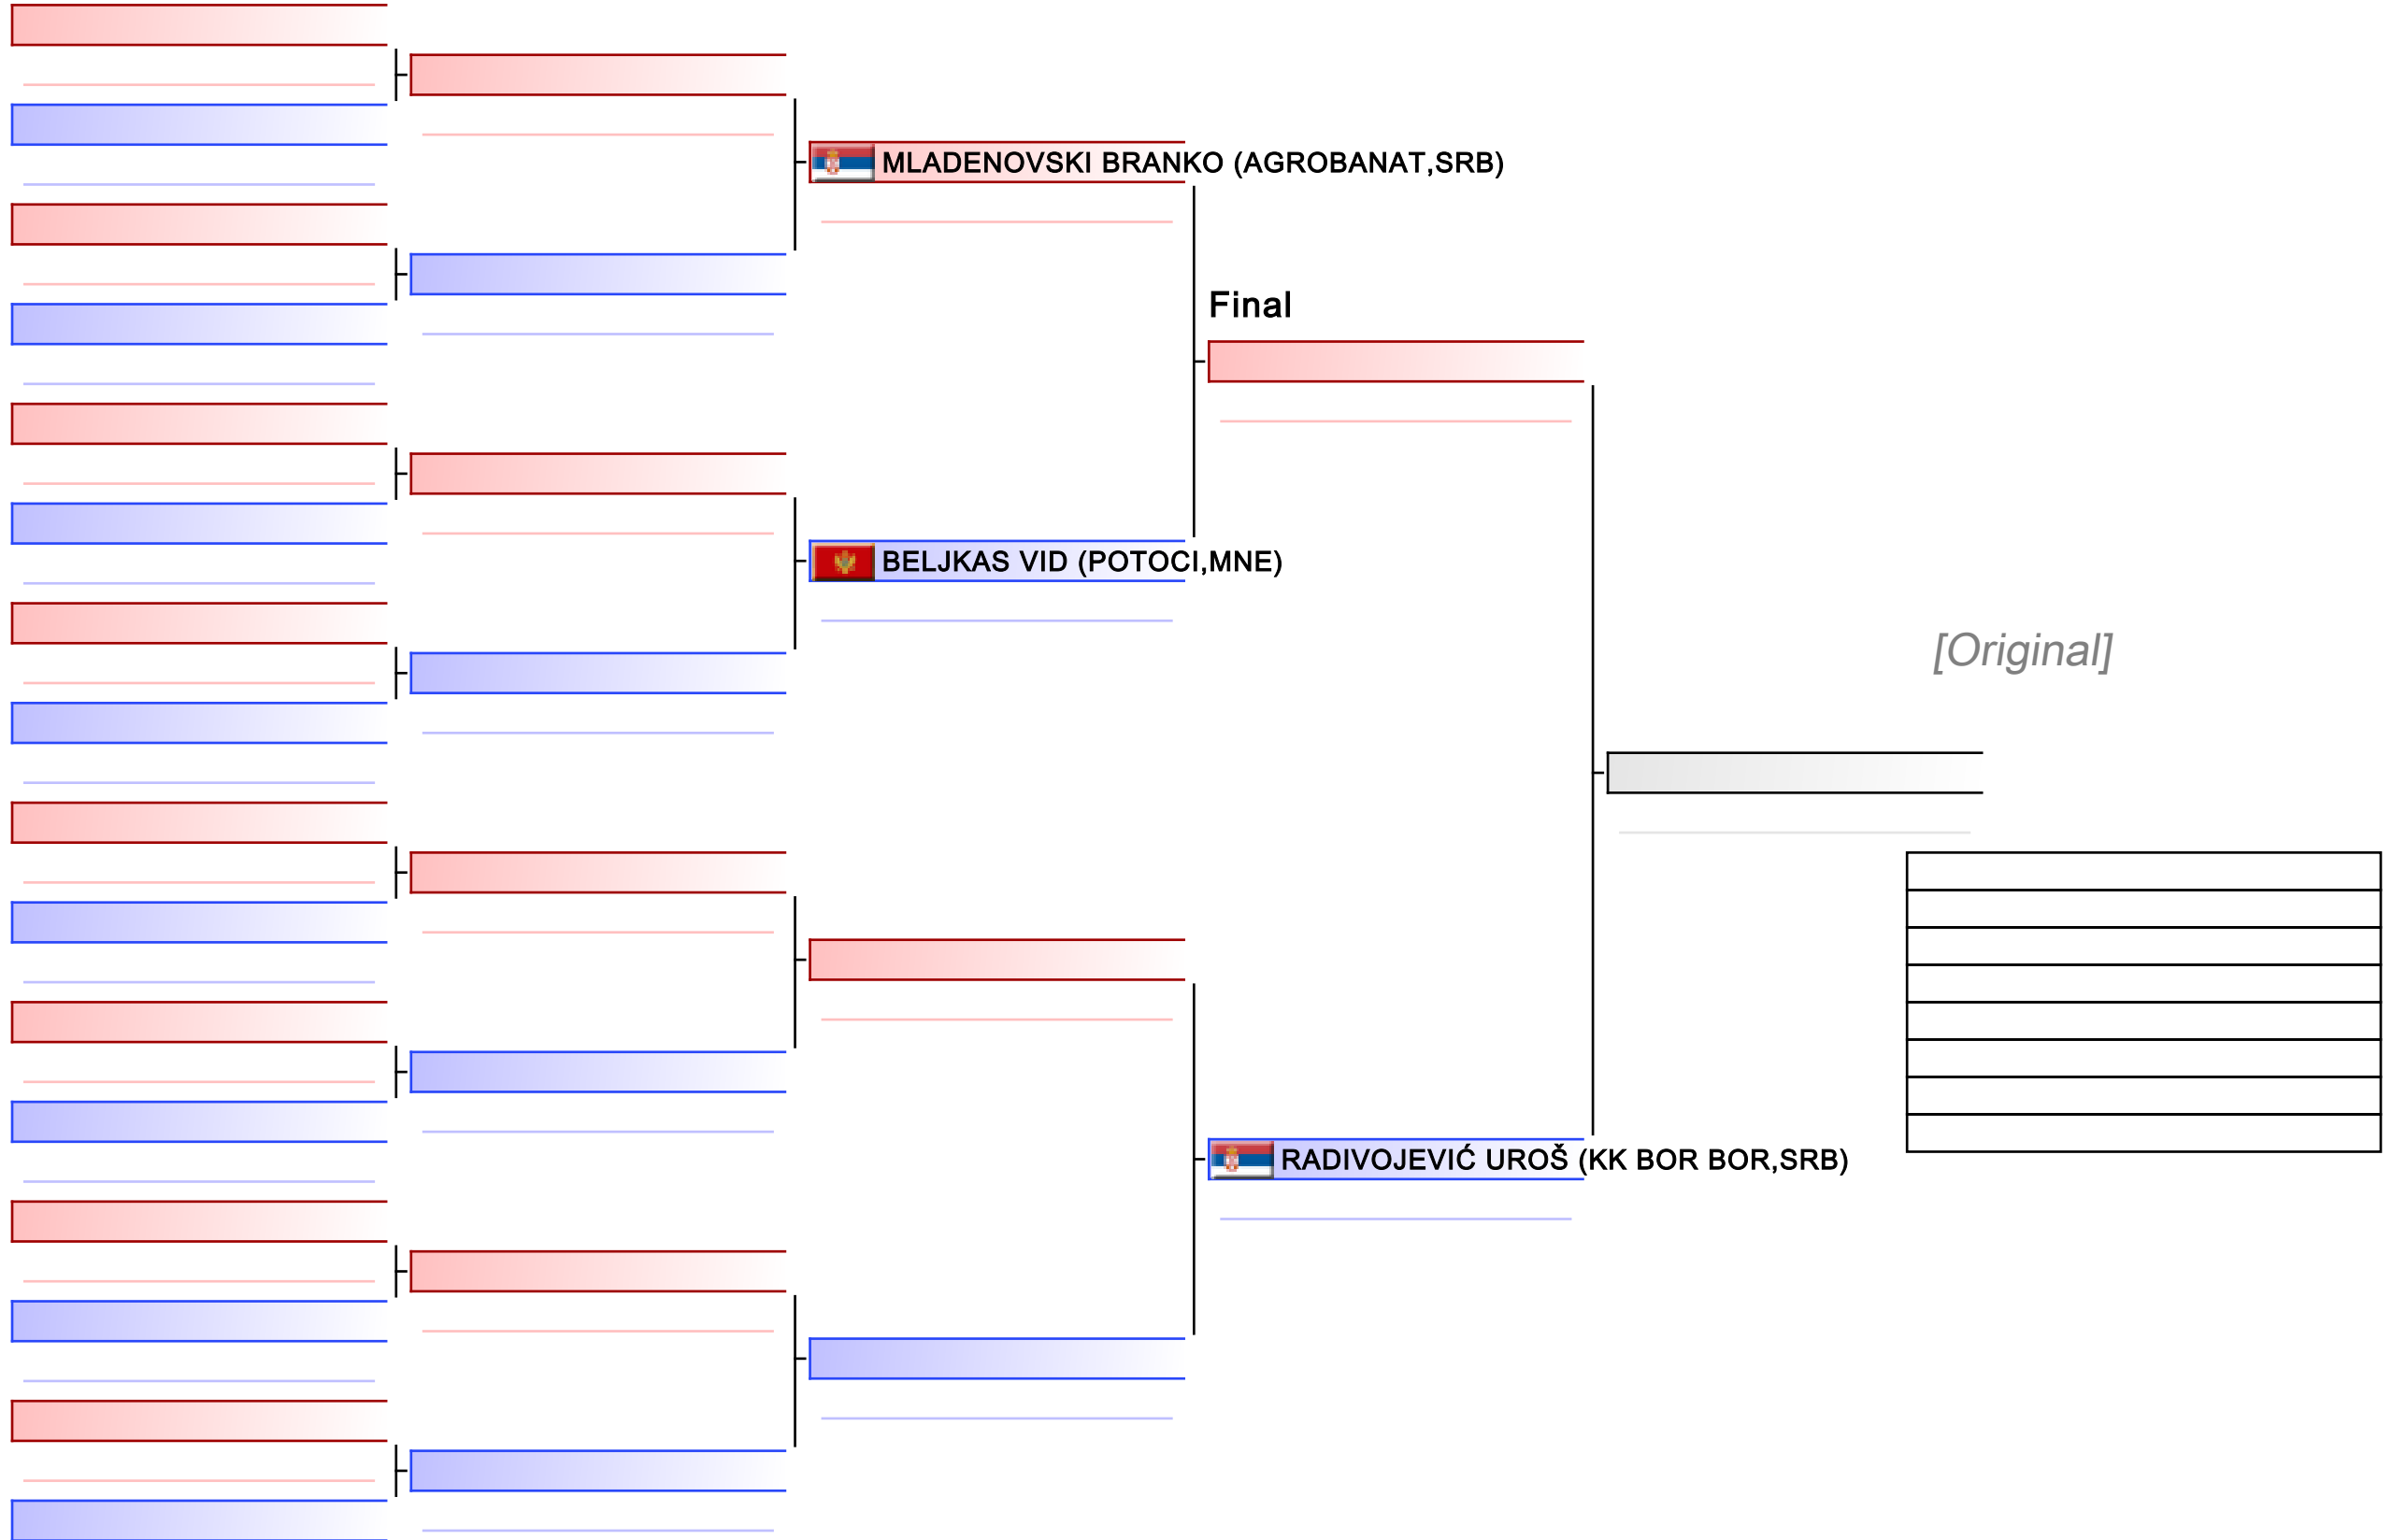 MLADENOVSKI BRANKO (AGROBANAT,SRB)
Final
BELJKAS VID (POTOCI,MNE)
[Original]
RADIVOJEVIĆ UROŠ (KK BOR BOR,SRB)